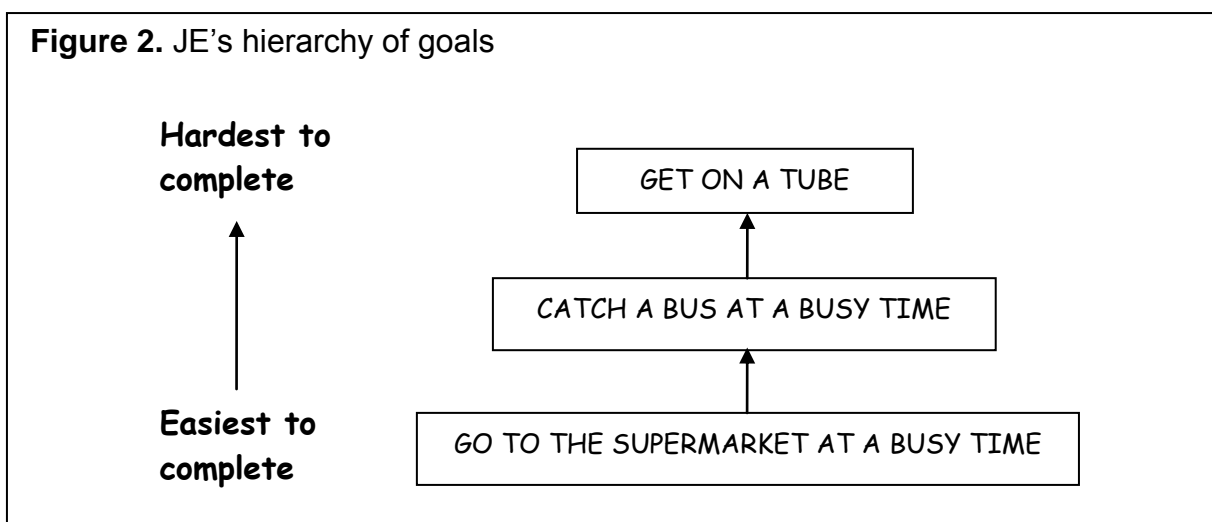 Figure 2. JE’s hierarchy of goals
Hardest to
complete
GET ON A TUBE
CATCH A BUS AT A BUSY TIME
Easiest to
complete
GO TO THE SUPERMARKET AT A BUSY TIME